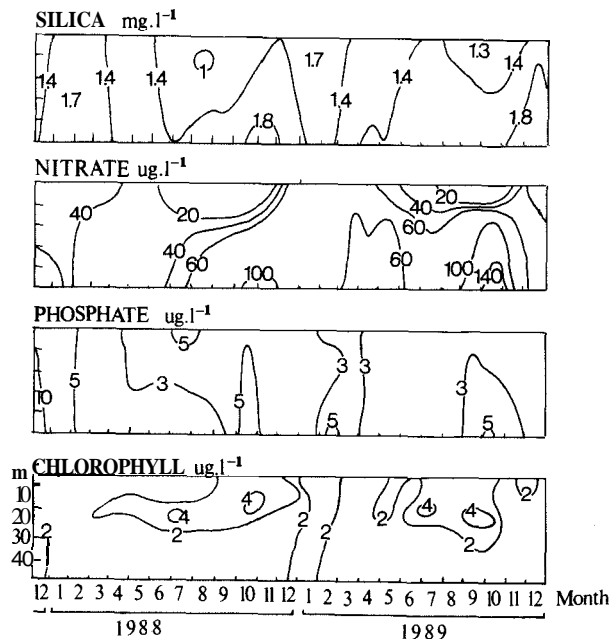 SILICA mg.l⁻¹
1.4 1.7 1.4 1.4 1 1.8 1.7 1.4 1.4 1.3 1.4 1.8
NITRATE ug.l⁻¹
40 20 40 60 100 60 40 20 60 100 140
PHOSPHATE ug.l⁻¹
10 5 5 3 5 3 3 5 3 5
m CHLOROPHYLL ug.l⁻¹
10
20
30
40
2 4 4 2 2 2 2 4 4 2 2
12 1 2 3 4 5 6 7 8 9 10 11 12 1 2 3 4 5 6 7 8 9 10 11 12 Month
1988 1989